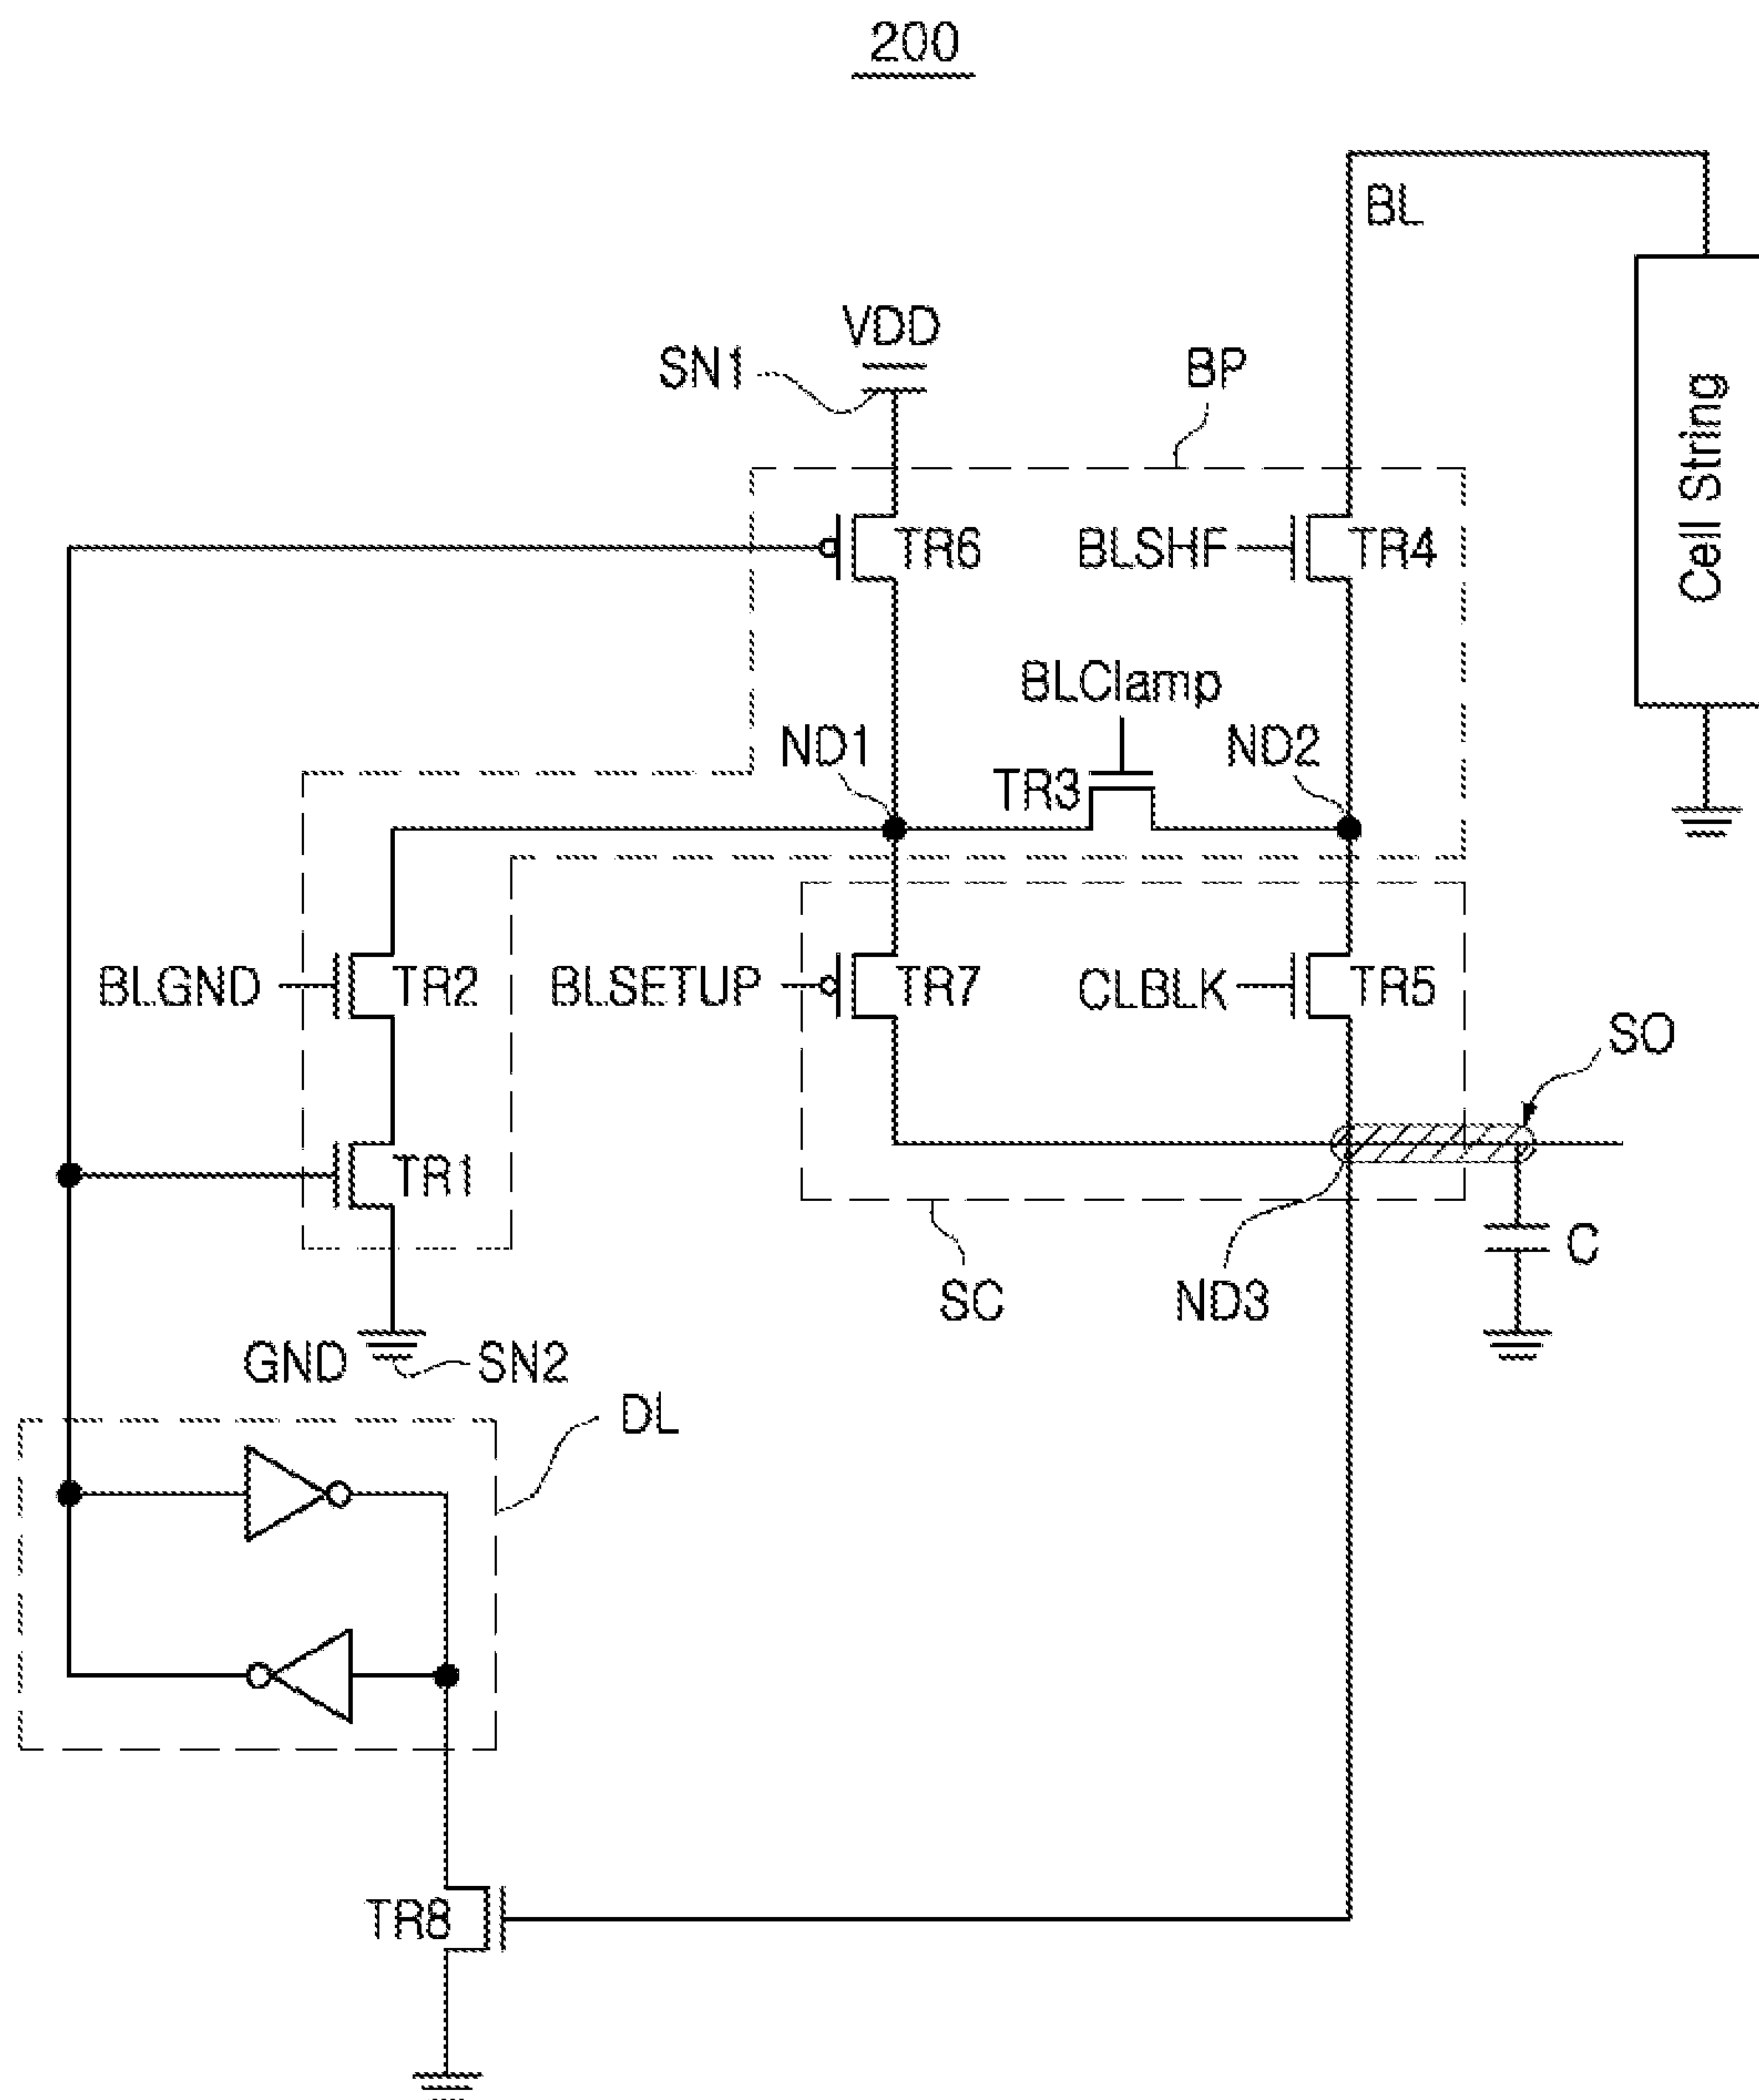 200
BL
VDD
SN1
BP
Cell String
TR6
BLSHF
TR4
BLClamp
ND1
ND2
TR3
BLGND
TR2
BLSETUP
TR7
CLBLK
TR5
SO
TR1
C
SC
ND3
GND
SN2
DL
TR8